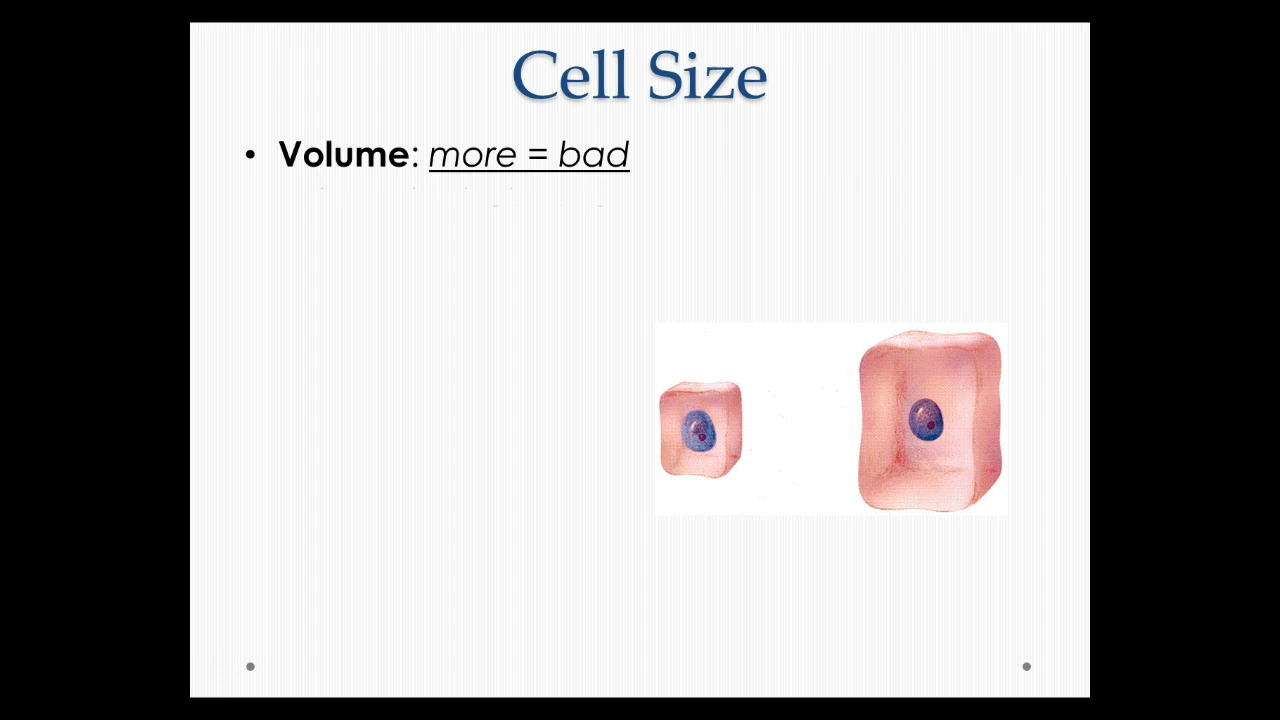 Cell Size
• Volume: more = bad